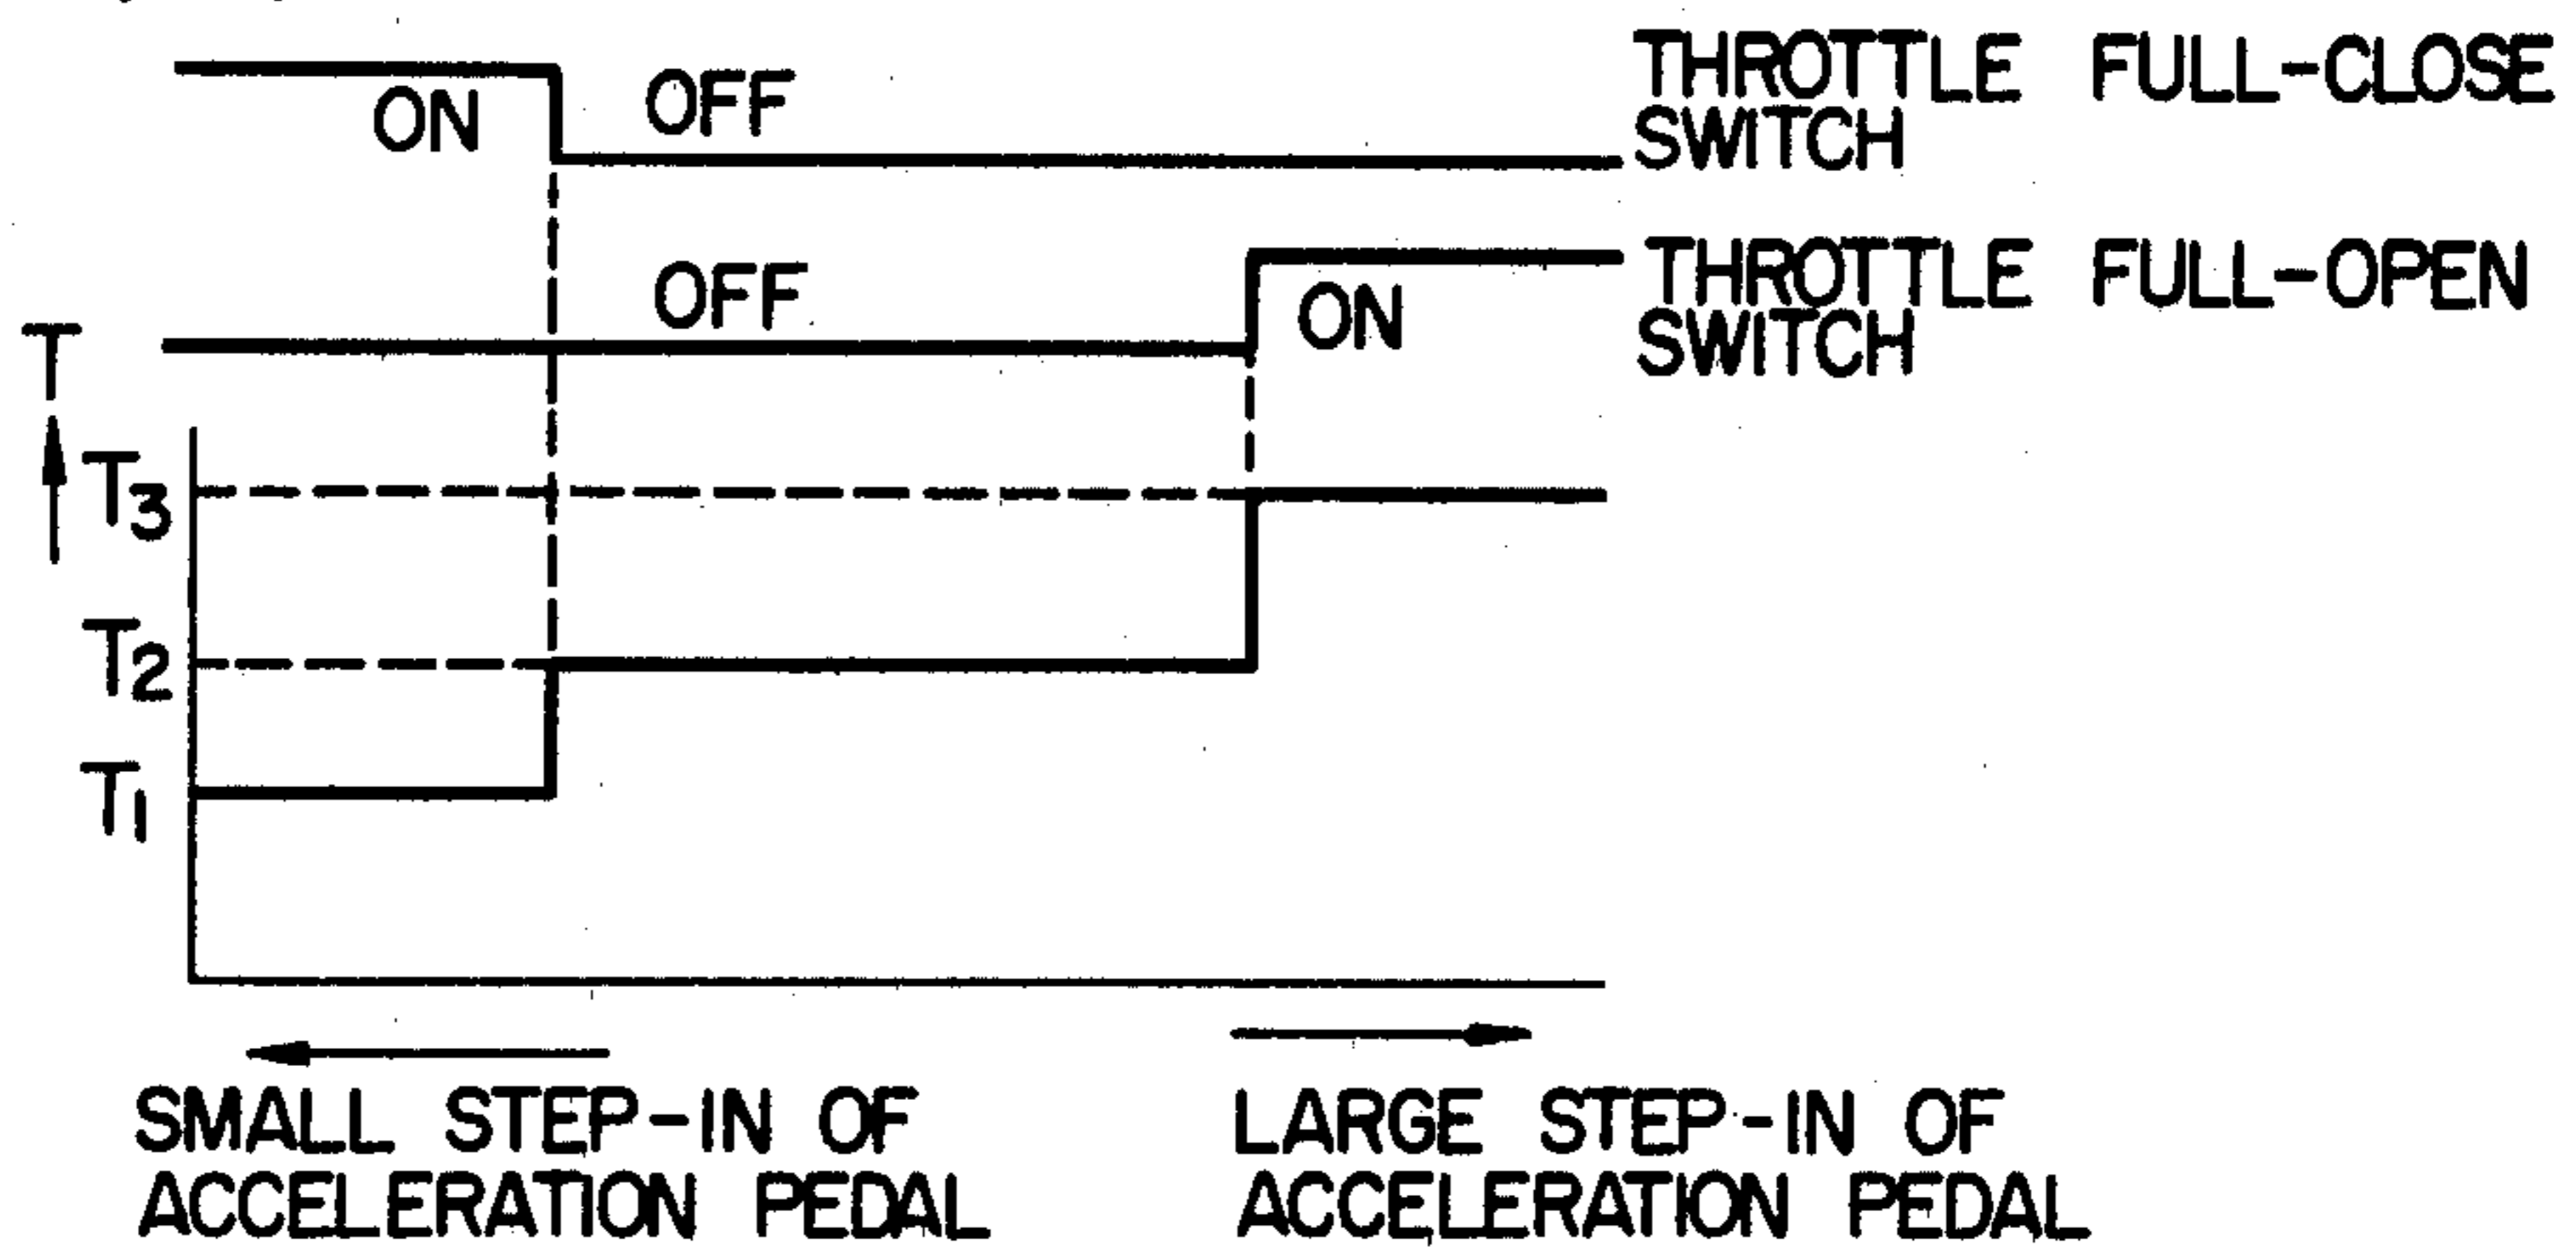 THROTTLE FULL-CLOSE
SWITCH
ON
OFF
THROTTLE FULL-OPEN
SWITCH
OFF
ON
T
T3
T2
T1
SMALL STEP-IN OF
ACCELERATION PEDAL
LARGE STEP-IN OF
ACCELERATION PEDAL